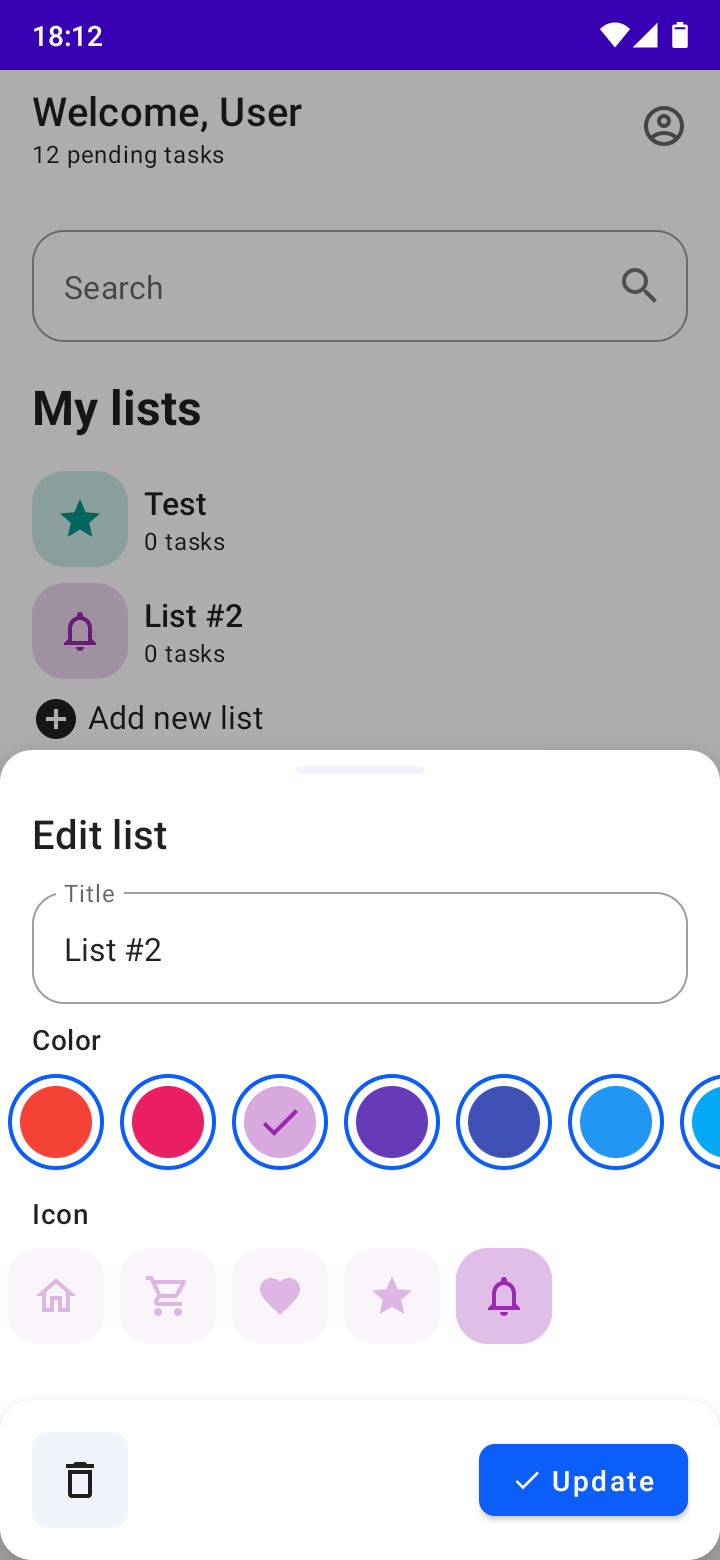 18:12
Welcome, User
12 pending tasks
Search
My lists
Test
0 tasks
List #2
0 tasks
Add new list
Edit list
Title
List #2
Color
Icon
Update